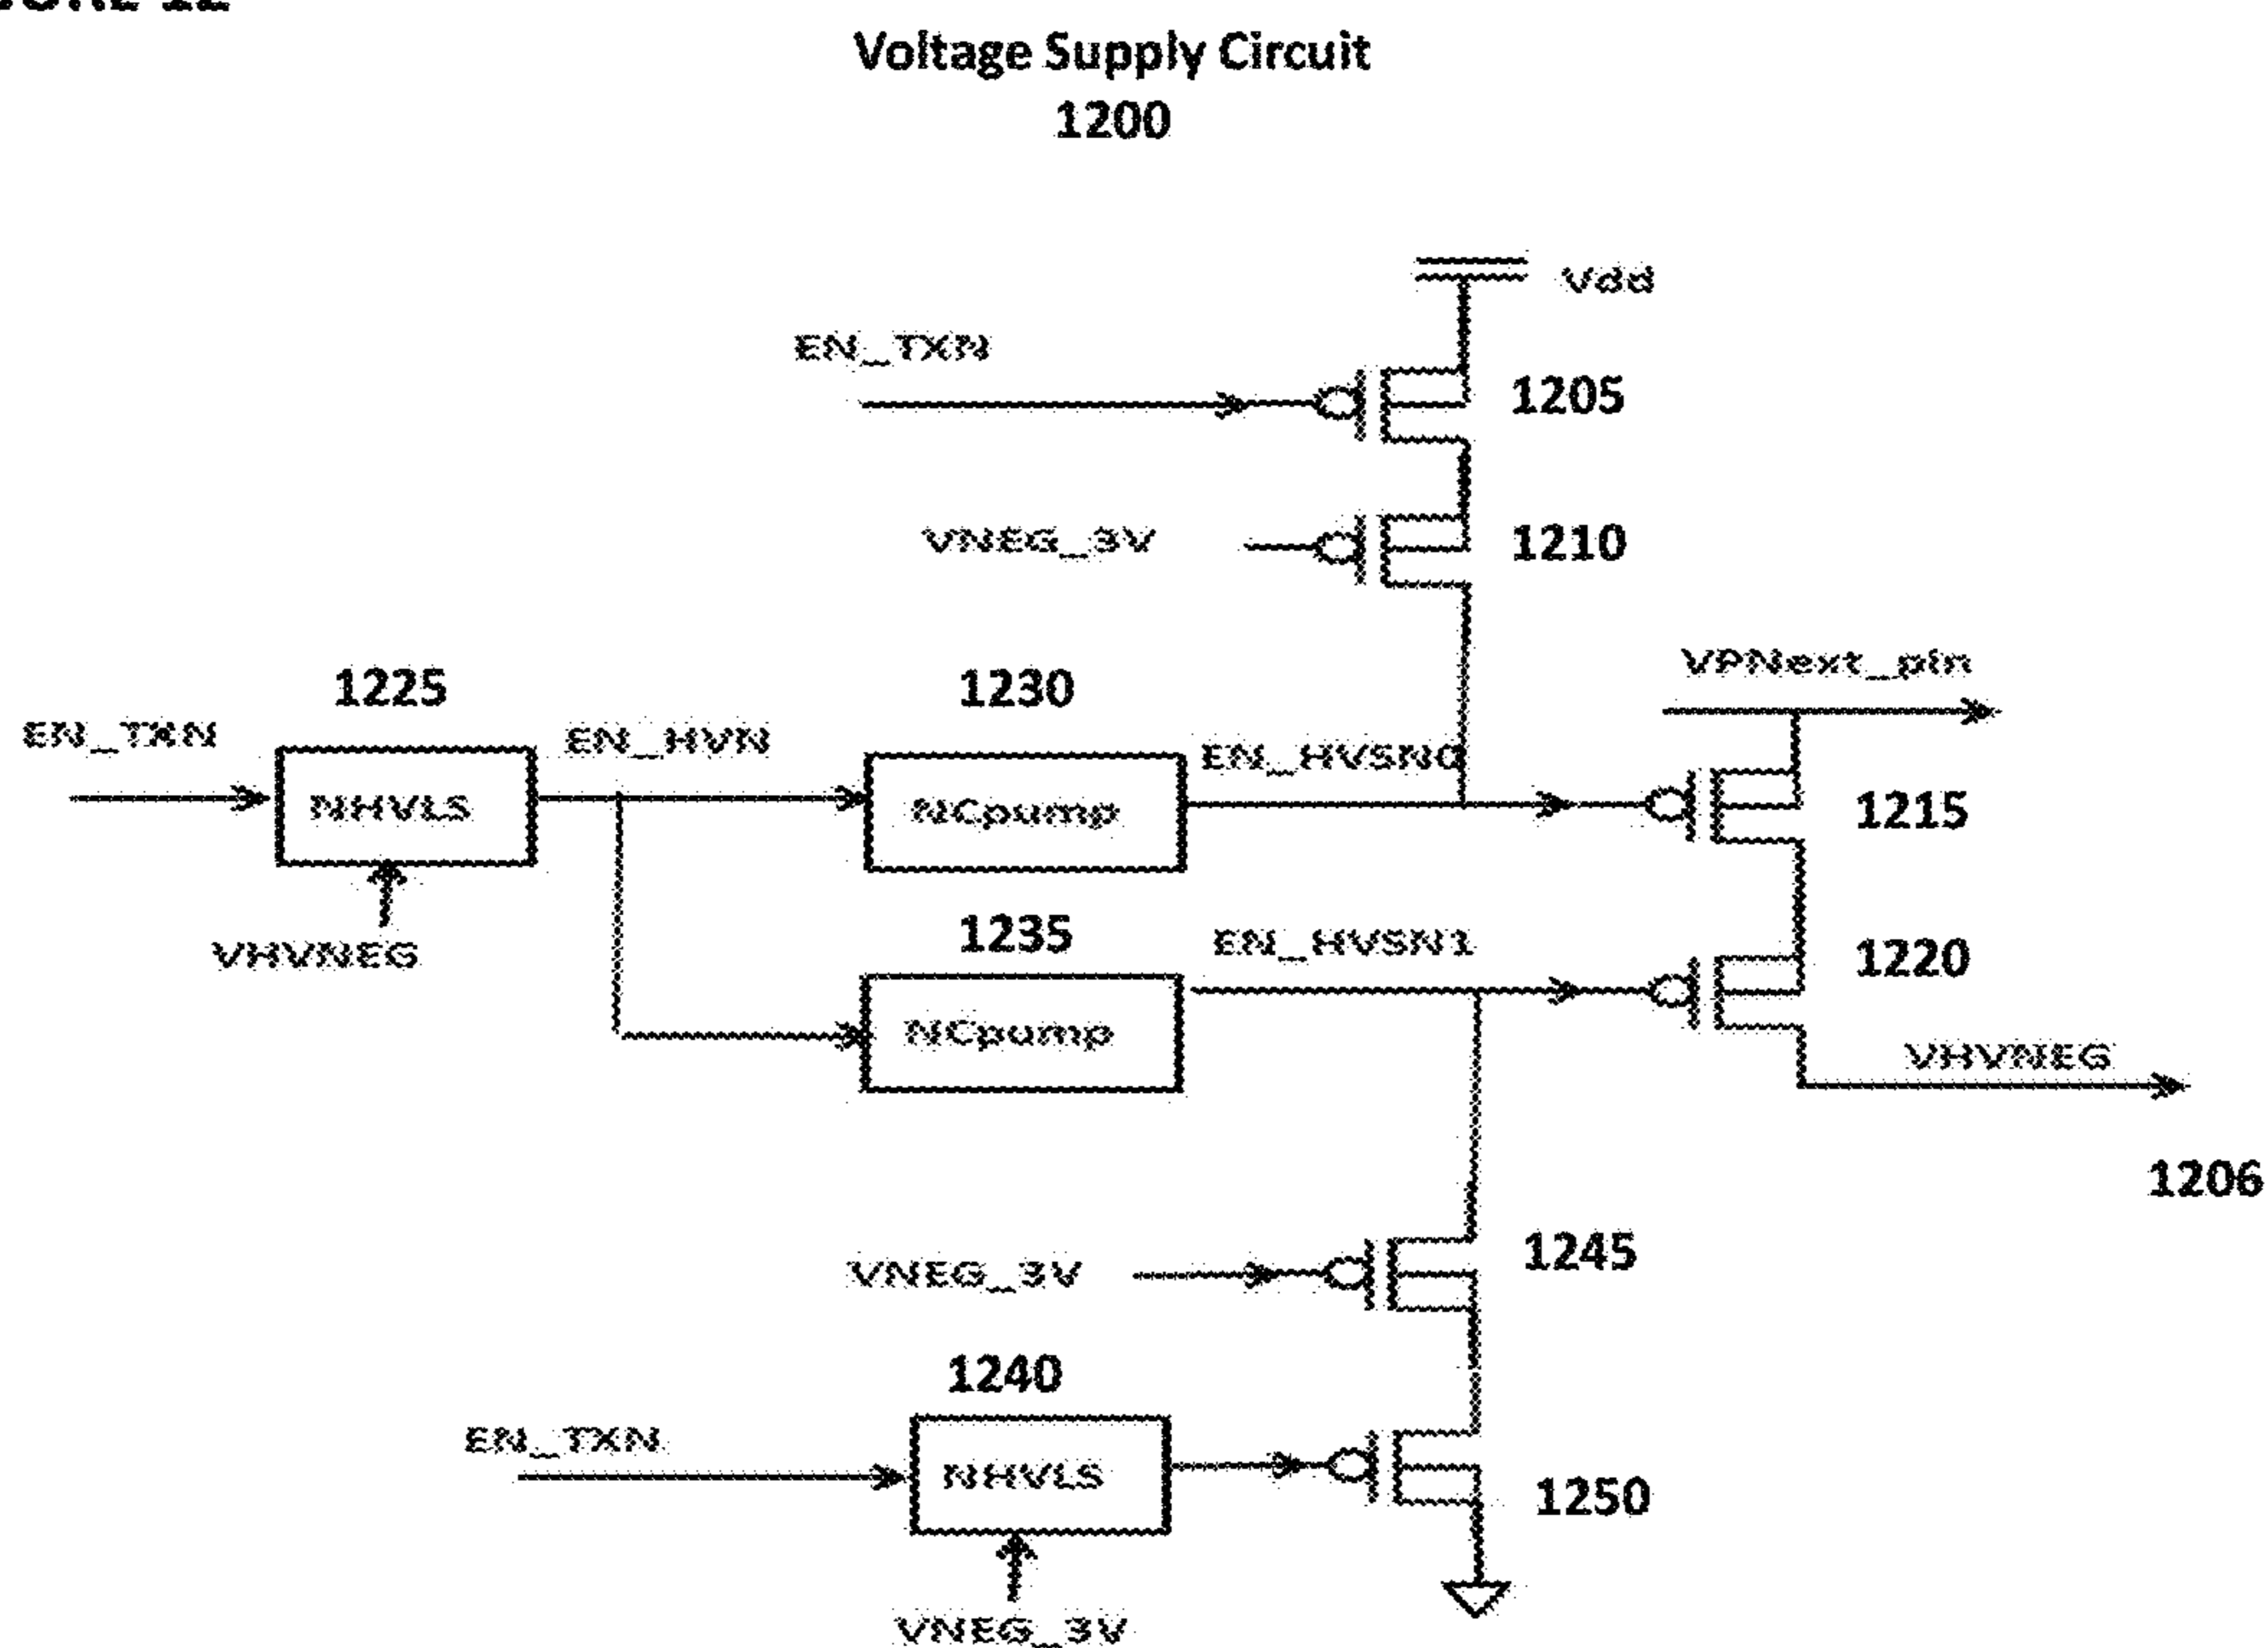 Voltage Supply Circuit
1200
Vdd
EN_TXN
1205
VNEG_3V
1210
VPNext_pin
1225
1230
EN_TXN
EN_HVN
EN_HVSN0
NHVLS
NCpump
1215
1235
EN_HVSN1
VHVNEG
1220
NCpump
VHVNEG
1206
VNEG_3V
1245
1240
EN_TXN
NHVLS
1250
VNEG_3V